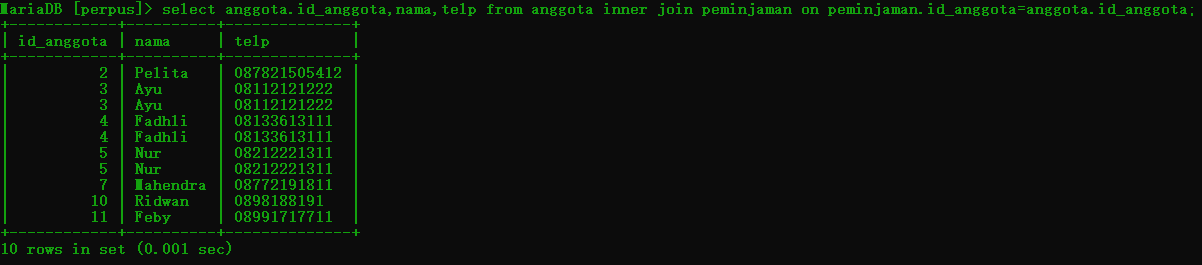 MariaDB [perpus]> select anggota.id_anggota,nama,telp from anggota inner join peminjaman on peminjaman.id_anggota=anggota.id_anggota;
+------------+----------+--------------+
| id_anggota | nama     | telp         |
+------------+----------+--------------+
|          2 | Pelita   | 087821505412 |
|          3 | Ayu      | 08112121222  |
|          3 | Ayu      | 08112121222  |
|          4 | Fadhli   | 08133613111  |
|          4 | Fadhli   | 08133613111  |
|          5 | Nur      | 08212221311  |
|          5 | Nur      | 08212221311  |
|          7 | Mahendra | 08772191811  |
|         10 | Ridwan   | 0898188191   |
|         11 | Feby     | 08991717711  |
+------------+----------+--------------+
10 rows in set (0.001 sec)